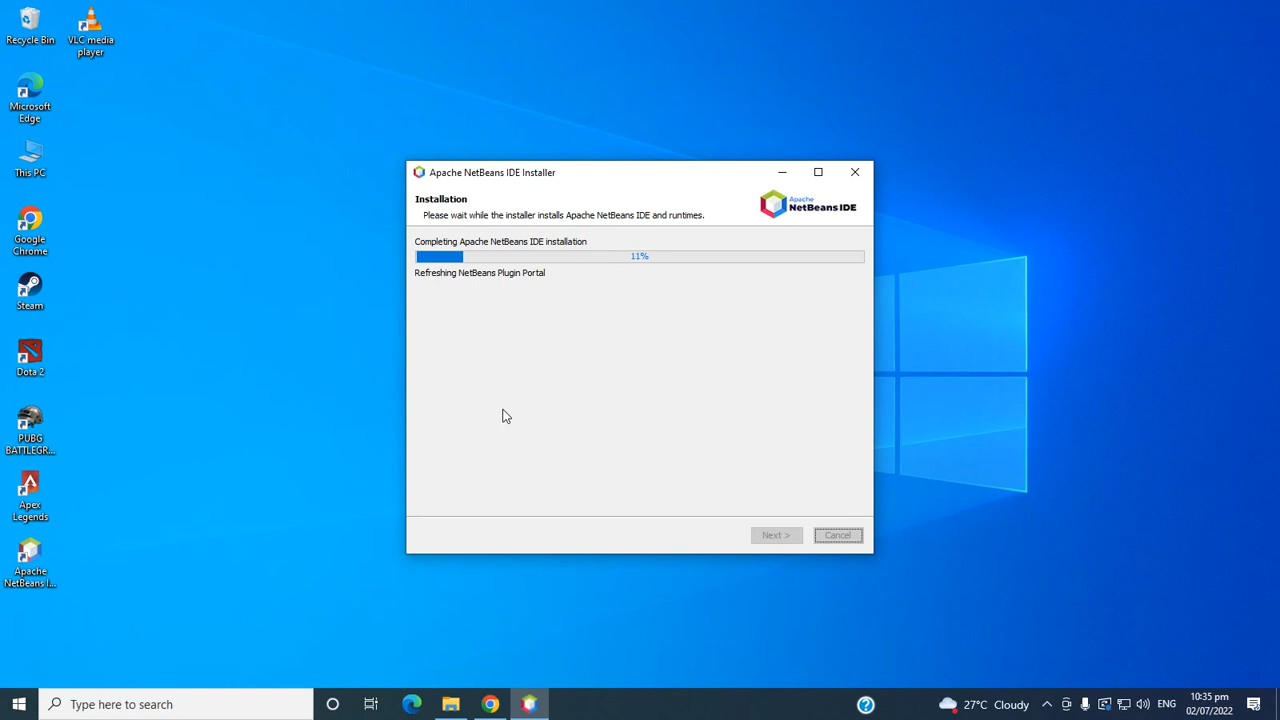 Recycle Bin
VLC media
player
Microsoft
Edge
This PC
Google
Chrome
Steam
Dota 2
PUBG
BATTLEGR...
Apex
Legends
Apache
NetBeans I...
Apache NetBeans IDE Installer
Installation
Please wait while the installer installs Apache NetBeans IDE and runtimes.
Apache
NetBeans IDE
Completing Apache NetBeans IDE installation
11%
Refreshing NetBeans Plugin Portal
Next >
Cancel
Type here to search
27°C Cloudy
ENG
10:35 pm
02/07/2022